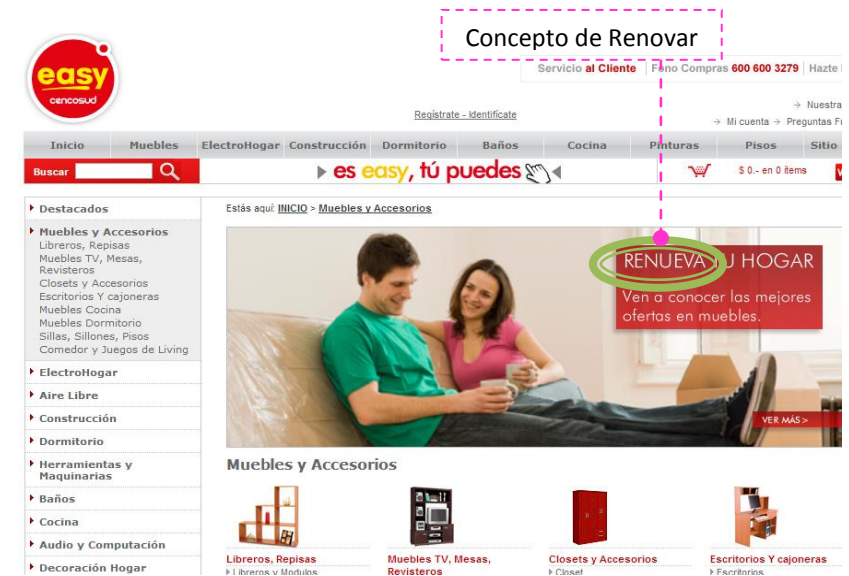 Concepto de Renovar
easy
cencosud
Servicio al Cliente
Fono Compras 600 600 3279
Hazte
Regístrate - Identifícate
Nuestra
Mi cuenta
Preguntas
Inicio
Muebles
ElectroHogar
Construcción
Dormitorio
Baños
Cocina
Pinturas
Pisos
Sitio
Buscar
es easy, tú puedes
$ 0.- en 0 ítems
Destacados
Muebles y Accesorios
Libreros, Repisas
Muebles TV, Mesas,
Revisteros
Closets y Accesorios
Escritorios Y cajoneras
Muebles Cocina
Muebles Dormitorio
Sillas, Sillones, Pisos
Comedor y Juegos de Living
ElectroHogar
Aire Libre
Construcción
Dormitorio
Herramientas y
Maquinarias
Baños
Cocina
Audio y Computación
Decoración Hogar
Estás aquí: INICIO > Muebles y Accesorios
RENUEVA TU HOGAR
Ven a conocer las mejores
ofertas en muebles.
VER MÁS >
Muebles y Accesorios
Libreros, Repisas
Libreros y Modulos
Muebles TV, Mesas,
Revisteros
Closets y Accesorios
Closet
Escritorios Y cajoneras
Escritorios